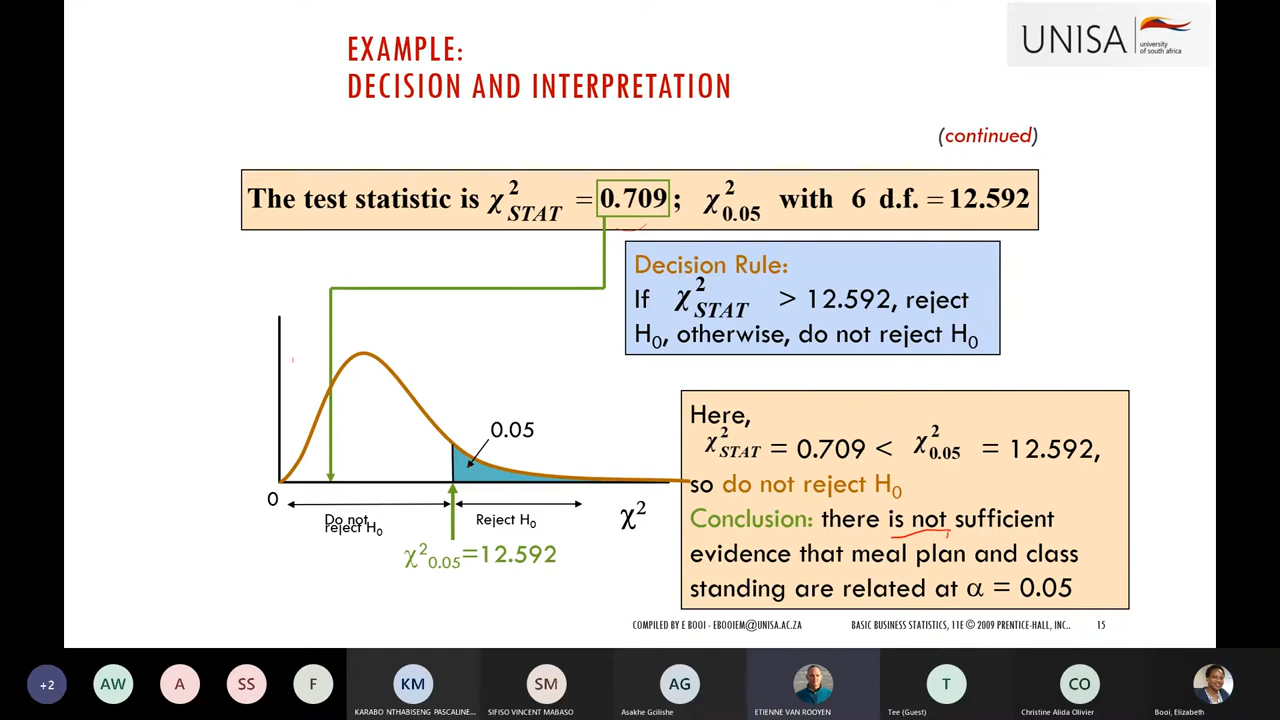 EXAMPLE:
DECISION AND INTERPRETATION
UNISA
university
of south africa
(continued)
The test statistic is χ²STAT = 0.709; χ²0.05 with 6 d.f. = 12.592
Decision Rule:
If χ²STAT > 12.592, reject
H₀, otherwise, do not reject H₀
0.05
0
Do not
reject H₀
Reject H₀
χ²
χ²0.05=12.592
Here,
χ²STAT = 0.709 < χ²0.05 = 12.592,
so do not reject H₀
Conclusion: there is not sufficient
evidence that meal plan and class
standing are related at α = 0.05
COMPILED BY E BOOI - EBOOIEM@UNISA.AC.ZA
BASIC BUSINESS STATISTICS, 11E © 2009 PRENTICE-HALL, INC..
15
+2
AW
A
SS
F
KM
SM
AG
T
CO
KARABO NTHABISENG PASCALINE...
SIFISO VINCENT MABASO
Asakhe Gcilishe
ETIENNE VAN ROOYEN
Tee (Guest)
Christine Alida Olivier
Booi, Elizabeth